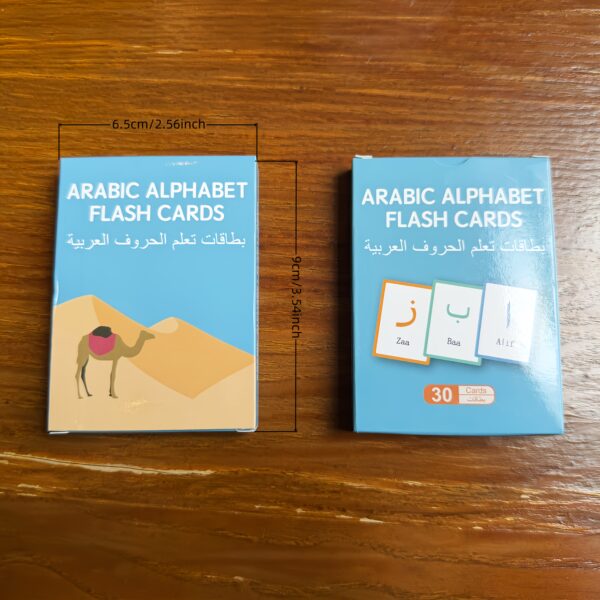 6.5cm/2.56inch
ARABIC ALPHABET
FLASH CARDS
بطاقات تعلم الحروف العربية
9cm/3.54inch
ARABIC ALPHABET
FLASH CARDS
بطاقات تعلم الحروف العربية
ز
Zaa
ب
Baa
أ
Alif
30
Cards
بطاقات